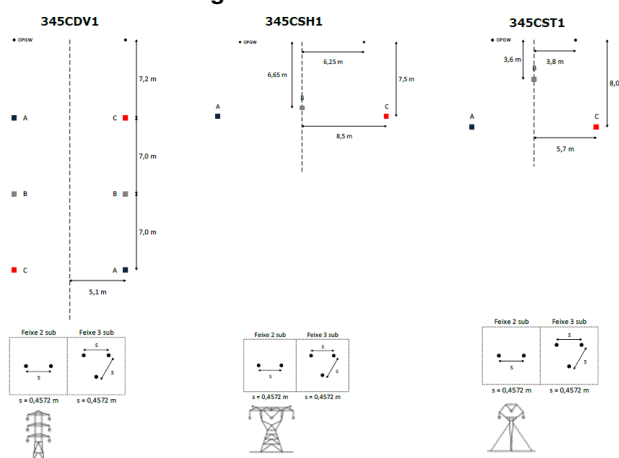 345CDV1
OPGW
7,2 m
A
C
7,0 m
B
B
7,0 m
C
A
5,1 m
Feixe 2 sub
Feixe 3 sub
s
s
s
s = 0,4572 m
s = 0,4572 m
345CSH1
OPGW
6,25 m
6,65 m
7,5 m
A
B
C
8,5 m
Feixe 2 sub
Feixe 3 sub
s
s
s
s = 0,4572 m
s = 0,4572 m
345CST1
OPGW
3,6 m
3,8 m
B
8,0
A
C
5,7 m
Feixe 2 sub
Feixe 3 sub
s
s
s
s = 0,4572 m
s = 0,4572 m